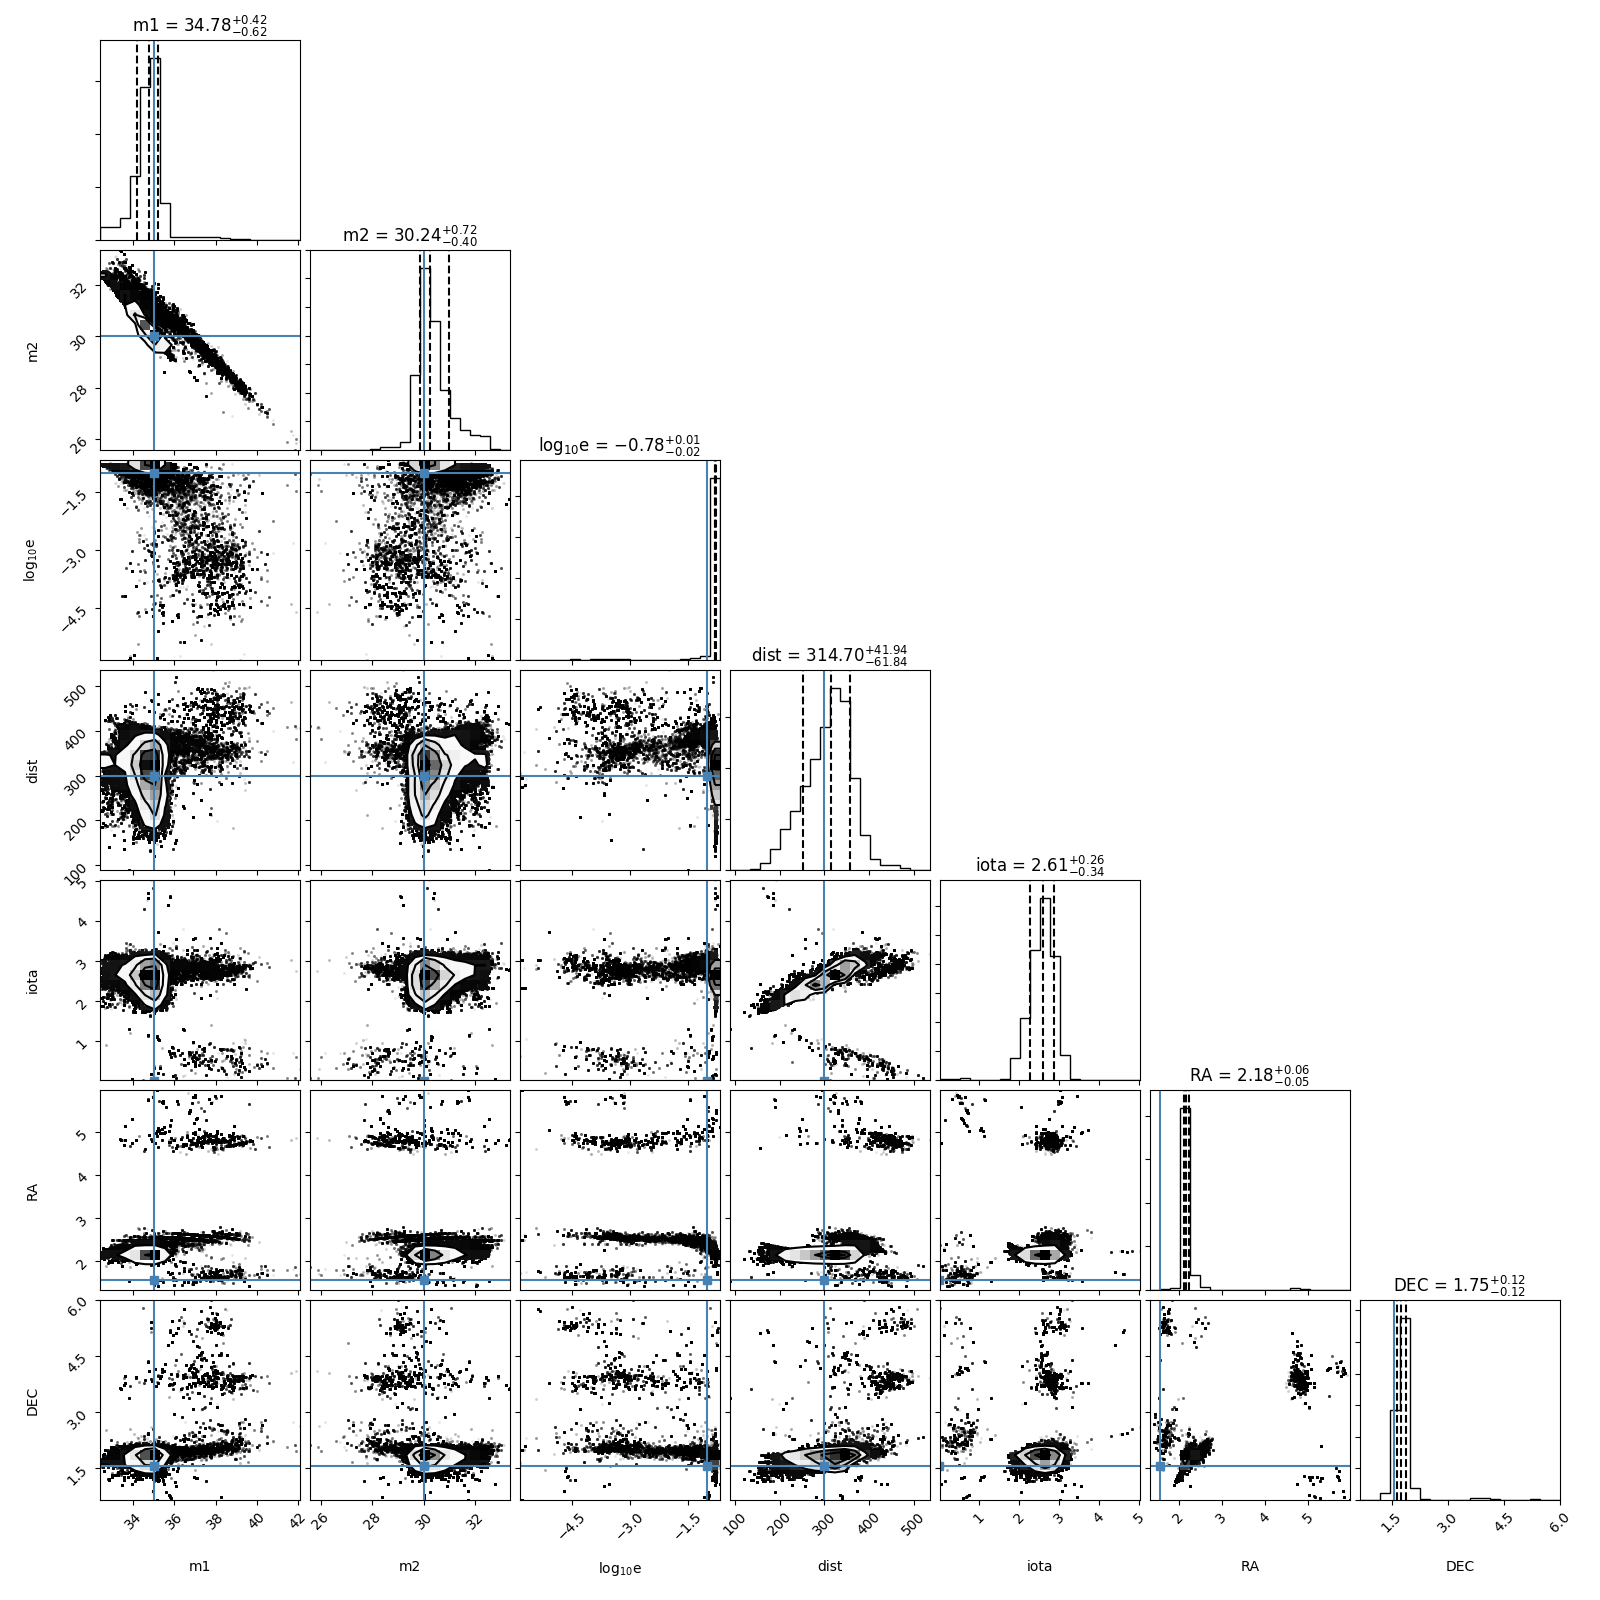 m1 = 34.78+0.42−0.62
m2 = 30.24+0.72−0.40
log10e = −0.78+0.01−0.02
dist = 314.70+41.94−61.84
iota = 2.61+0.26−0.34
RA = 2.18+0.06−0.05
DEC = 1.75+0.12−0.12
m2
32
30
28
26
log10e
−1.5
−3.0
−4.5
dist
500
400
300
200
100
iota
5
4
3
2
1
RA
5
4
3
2
DEC
6.0
4.5
3.0
1.5
34 36 40 42
26 28 30 32
−4.5 −3.0 −1.5
100 200 300 400 500
1 2 3 4 5
2 3 4 5
1.5 3.0 4.5 6.0
m1 m2 log10e dist iota RA DEC